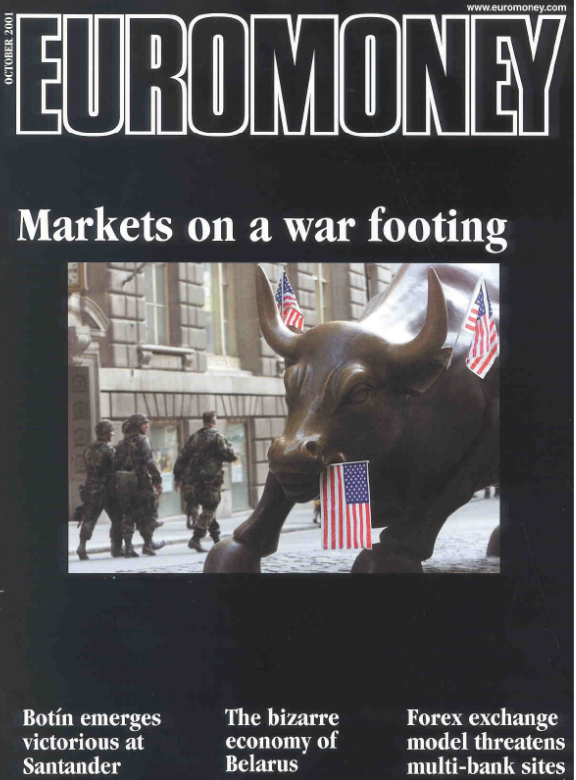 www.euromoney.com
OCTOBER 2001
EUROMONEY
Markets on a war footing
Botín emerges
victorious at
Santander
The bizarre
economy of
Belarus
Forex exchange
model threatens
multi-bank sites